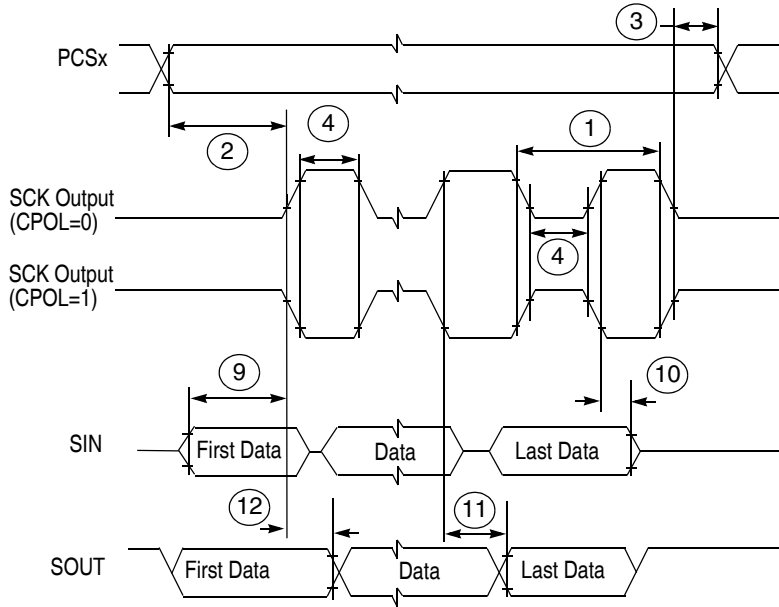 3
PCSx
2
4
1
SCK Output
(CPOL=0)
4
SCK Output
(CPOL=1)
9
10
SIN
First Data
Data
Last Data
12
11
SOUT
First Data
Data
Last Data